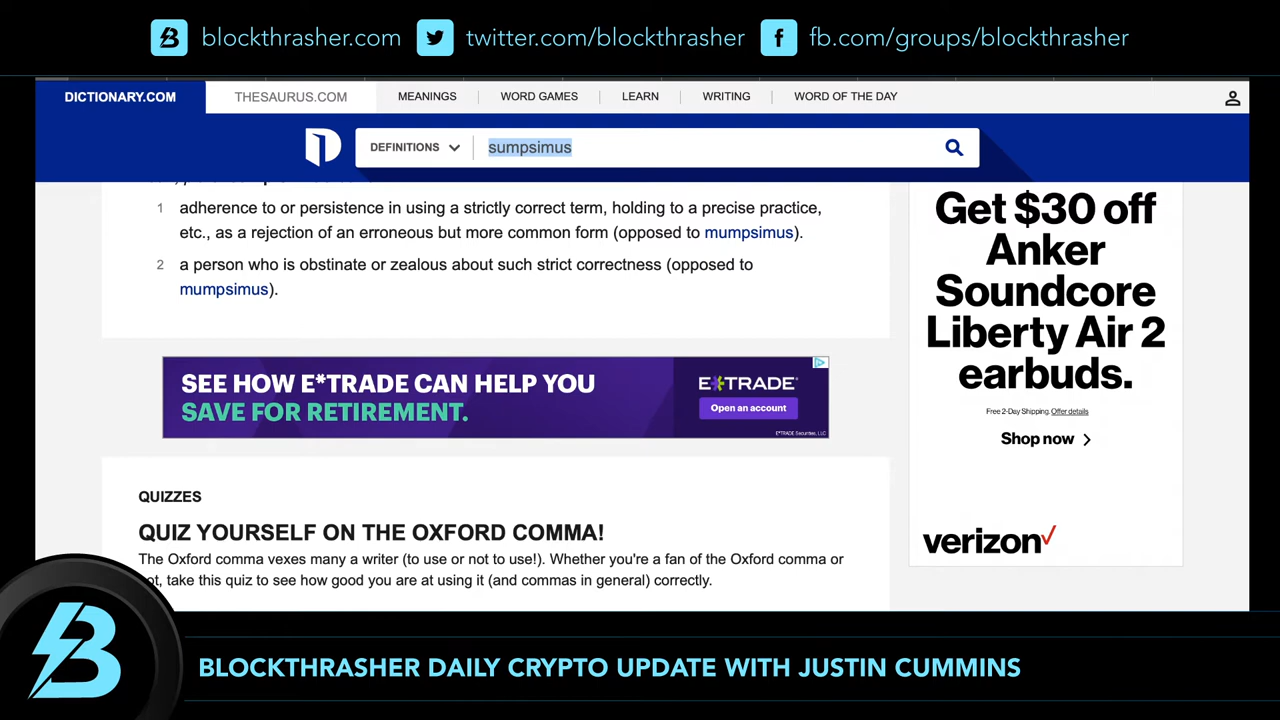 blockthrasher.com twitter.com/blockthrasher fb.com/groups/blockthrasher
DICTIONARY.COM THESAURUS.COM MEANINGS WORD GAMES LEARN WRITING WORD OF THE DAY
DEFINITIONS sumpsimus
1 adherence to or persistence in using a strictly correct term, holding to a precise practice,
etc., as a rejection of an erroneous but more common form (opposed to mumpsimus).
2 a person who is obstinate or zealous about such strict correctness (opposed to
mumpsimus).
Get $30 off
Anker
Soundcore
Liberty Air 2
earbuds.
Free 2-Day Shipping. Offer details
Shop now
verizon
SEE HOW E*TRADE CAN HELP YOU
SAVE FOR RETIREMENT.
E*TRADE
Open an account
E*TRADE Securities, LLC
QUIZZES
QUIZ YOURSELF ON THE OXFORD COMMA!
The Oxford comma vexes many a writer (to use or not to use!). Whether you're a fan of the Oxford comma or
take this quiz to see how good you are at using it (and commas in general) correctly.
BLOCKTHRASHER DAILY CRYPTO UPDATE WITH JUSTIN CUMMINS